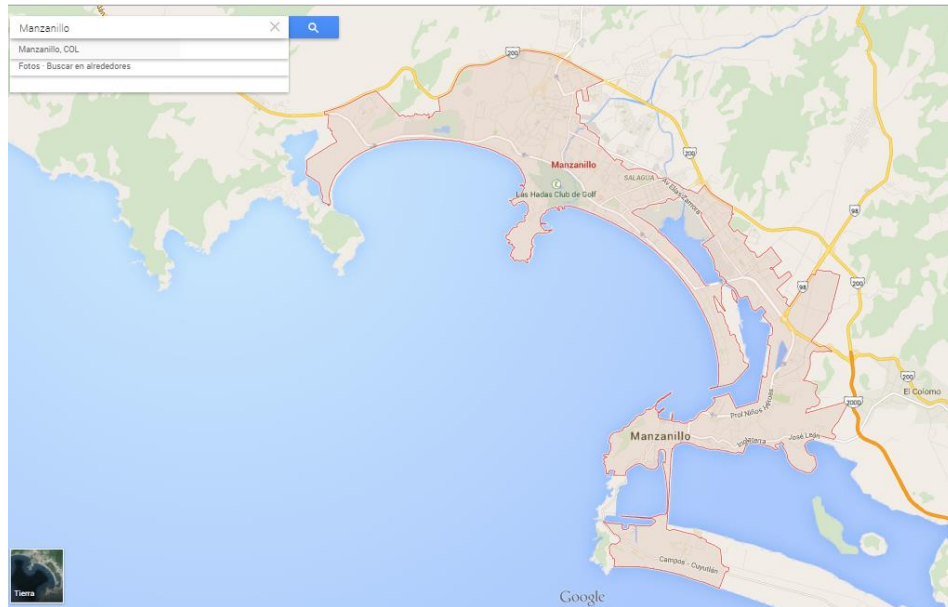 Manzanillo
Manzanillo, COL
Fotos · Buscar en alrededores
200
Manzanillo
SALAGUA
200
Av Elias Zamora
Las Hadas Club de Golf
98
98
200
200
El Colomo
200D
Prol. Niños Héroes
Manzanillo
José León
Campos - Cuyutlán
Tierra
Google